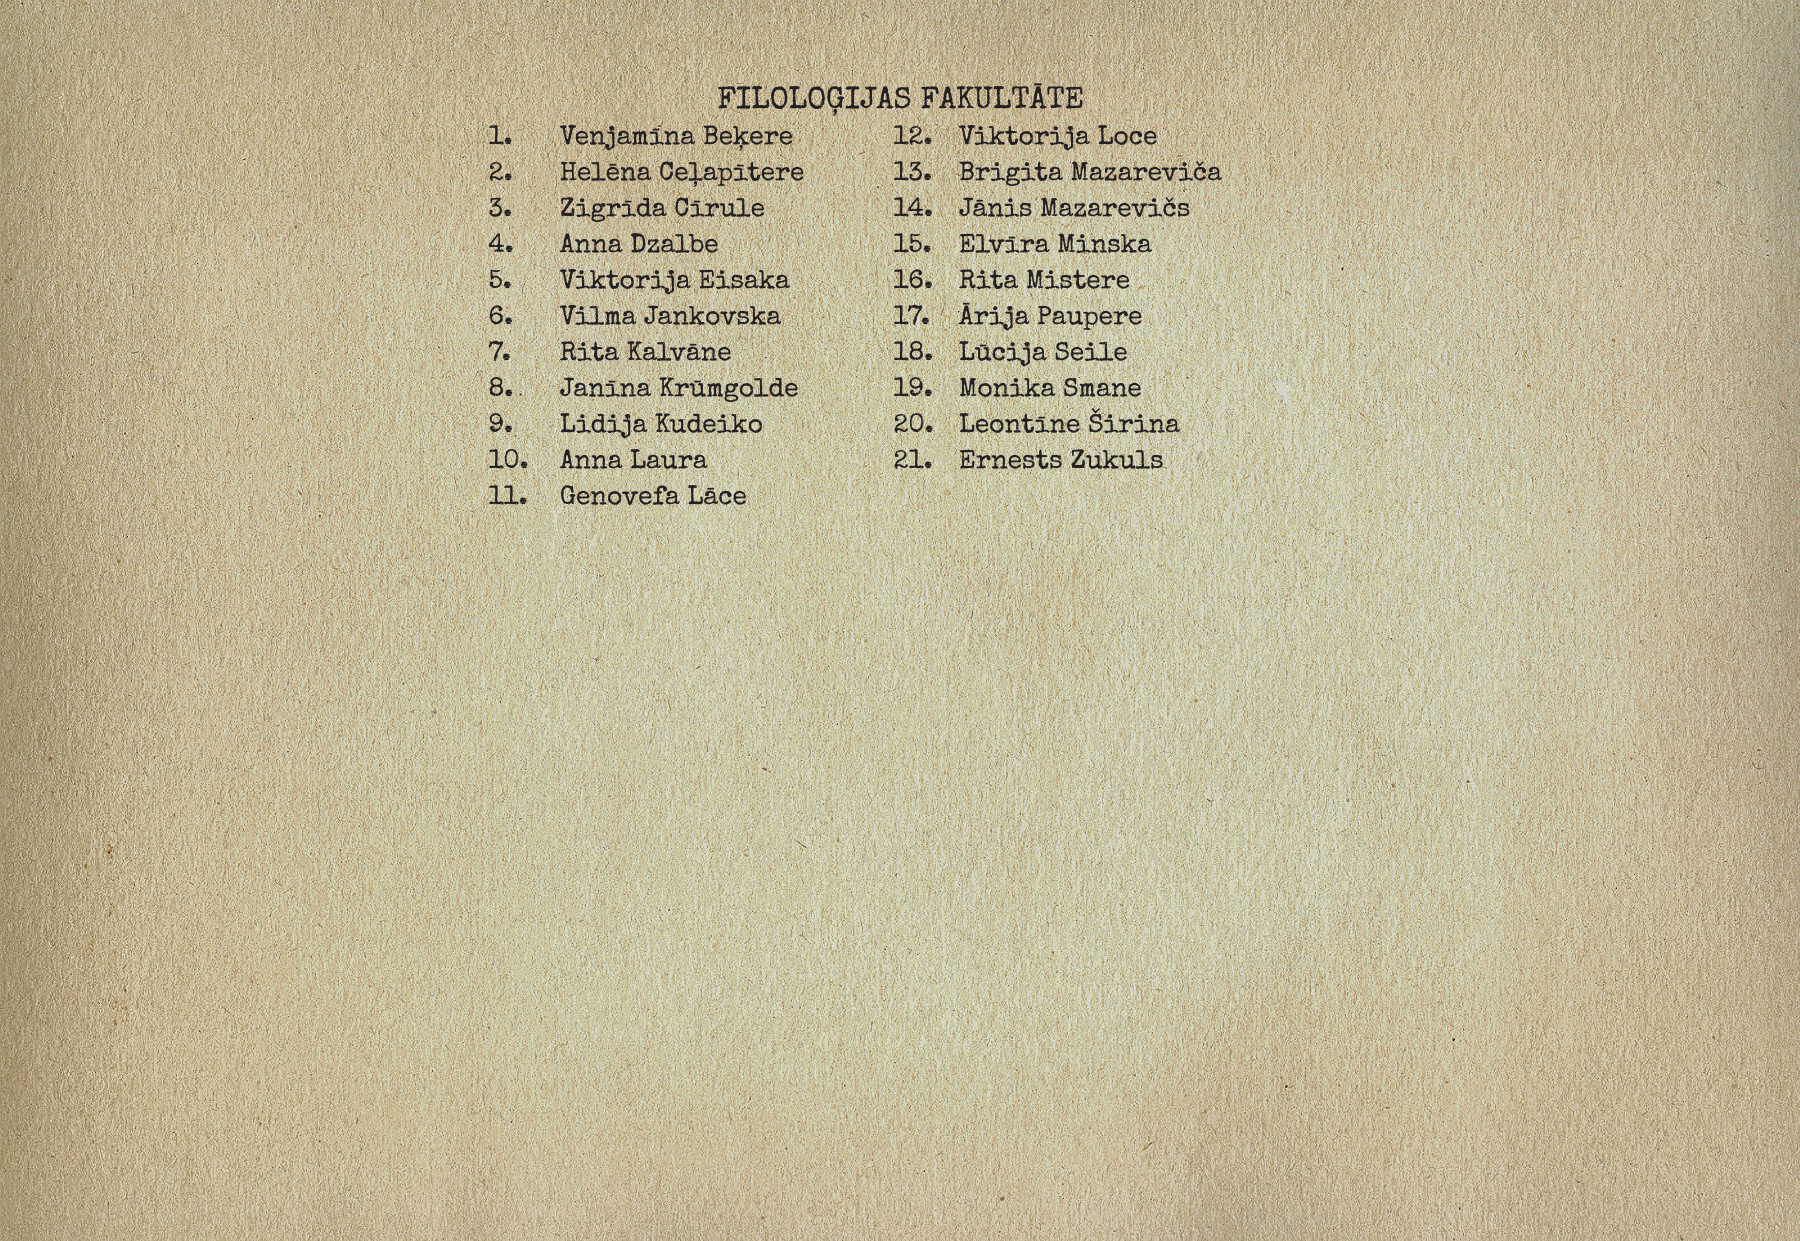 FILOLOĢIJAS FAKULTĀTE
1. Venjamīna Beķere
2. Helēna Ceļapītere
3. Zigrīda Cīrule
4. Anna Dzalbe
5. Viktorija Eisaka
6. Vilma Jankovska
7. Rita Kalvāne
8. Janīna Krūmgolde
9. Lidija Kudeiko
10. Anna Laura
11. Genovefa Lāce
12. Viktorija Loce
13. Brigita Mazareviča
14. Jānis Mazarevičs
15. Elvīra Minska
16. Rita Mistere
17. Ārija Paupere
18. Lūcija Seile
19. Monika Smane
20. Leontīne Širina
21. Ernests Zukuls